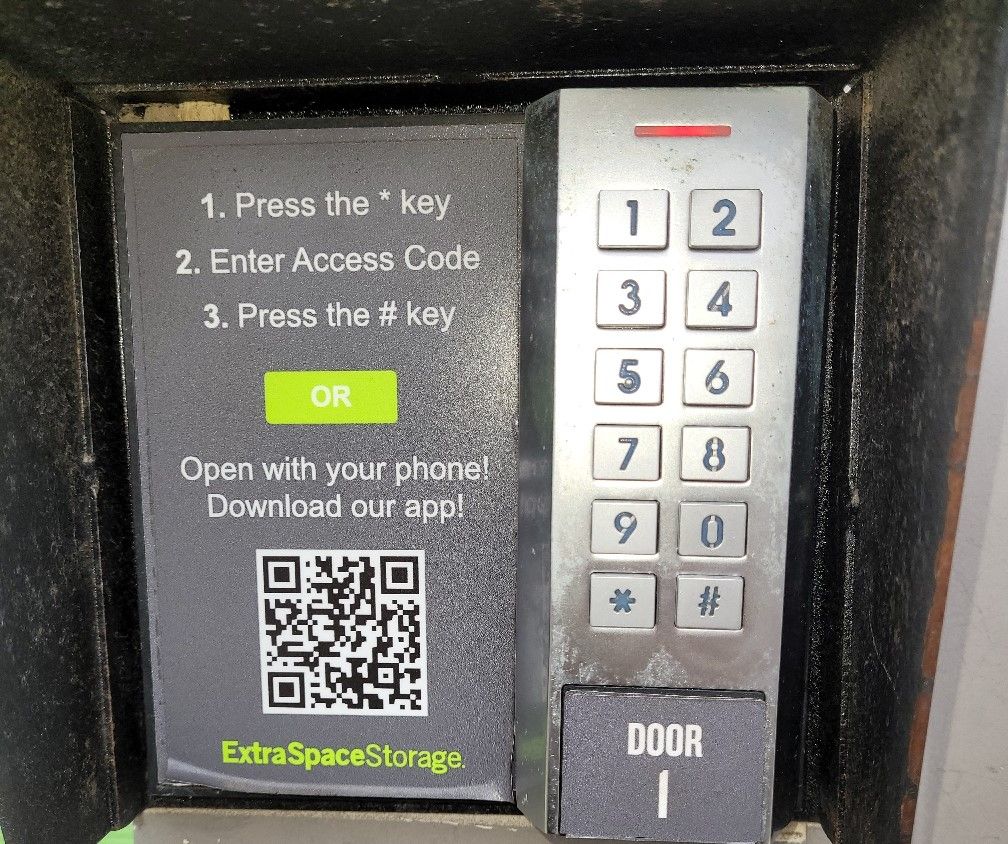 1. Press the * key
2. Enter Access Code
3. Press the # key
OR
Open with your phone!
Download our app!
ExtraSpaceStorage.
1 2
3 4
5 6
7 8
9 0
* #
DOOR
1